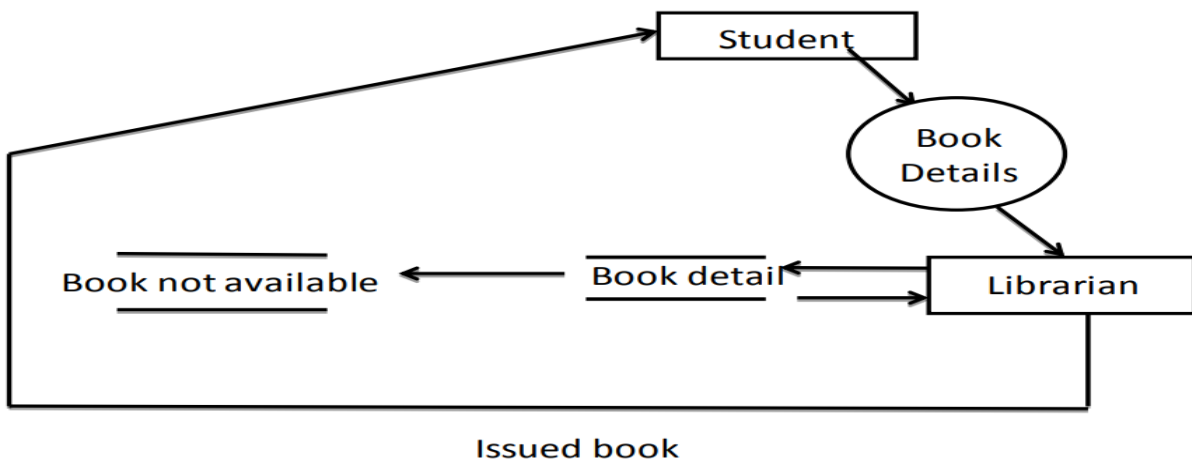 Student
Book
Details
Book not available
Book detail
Librarian
Issued book